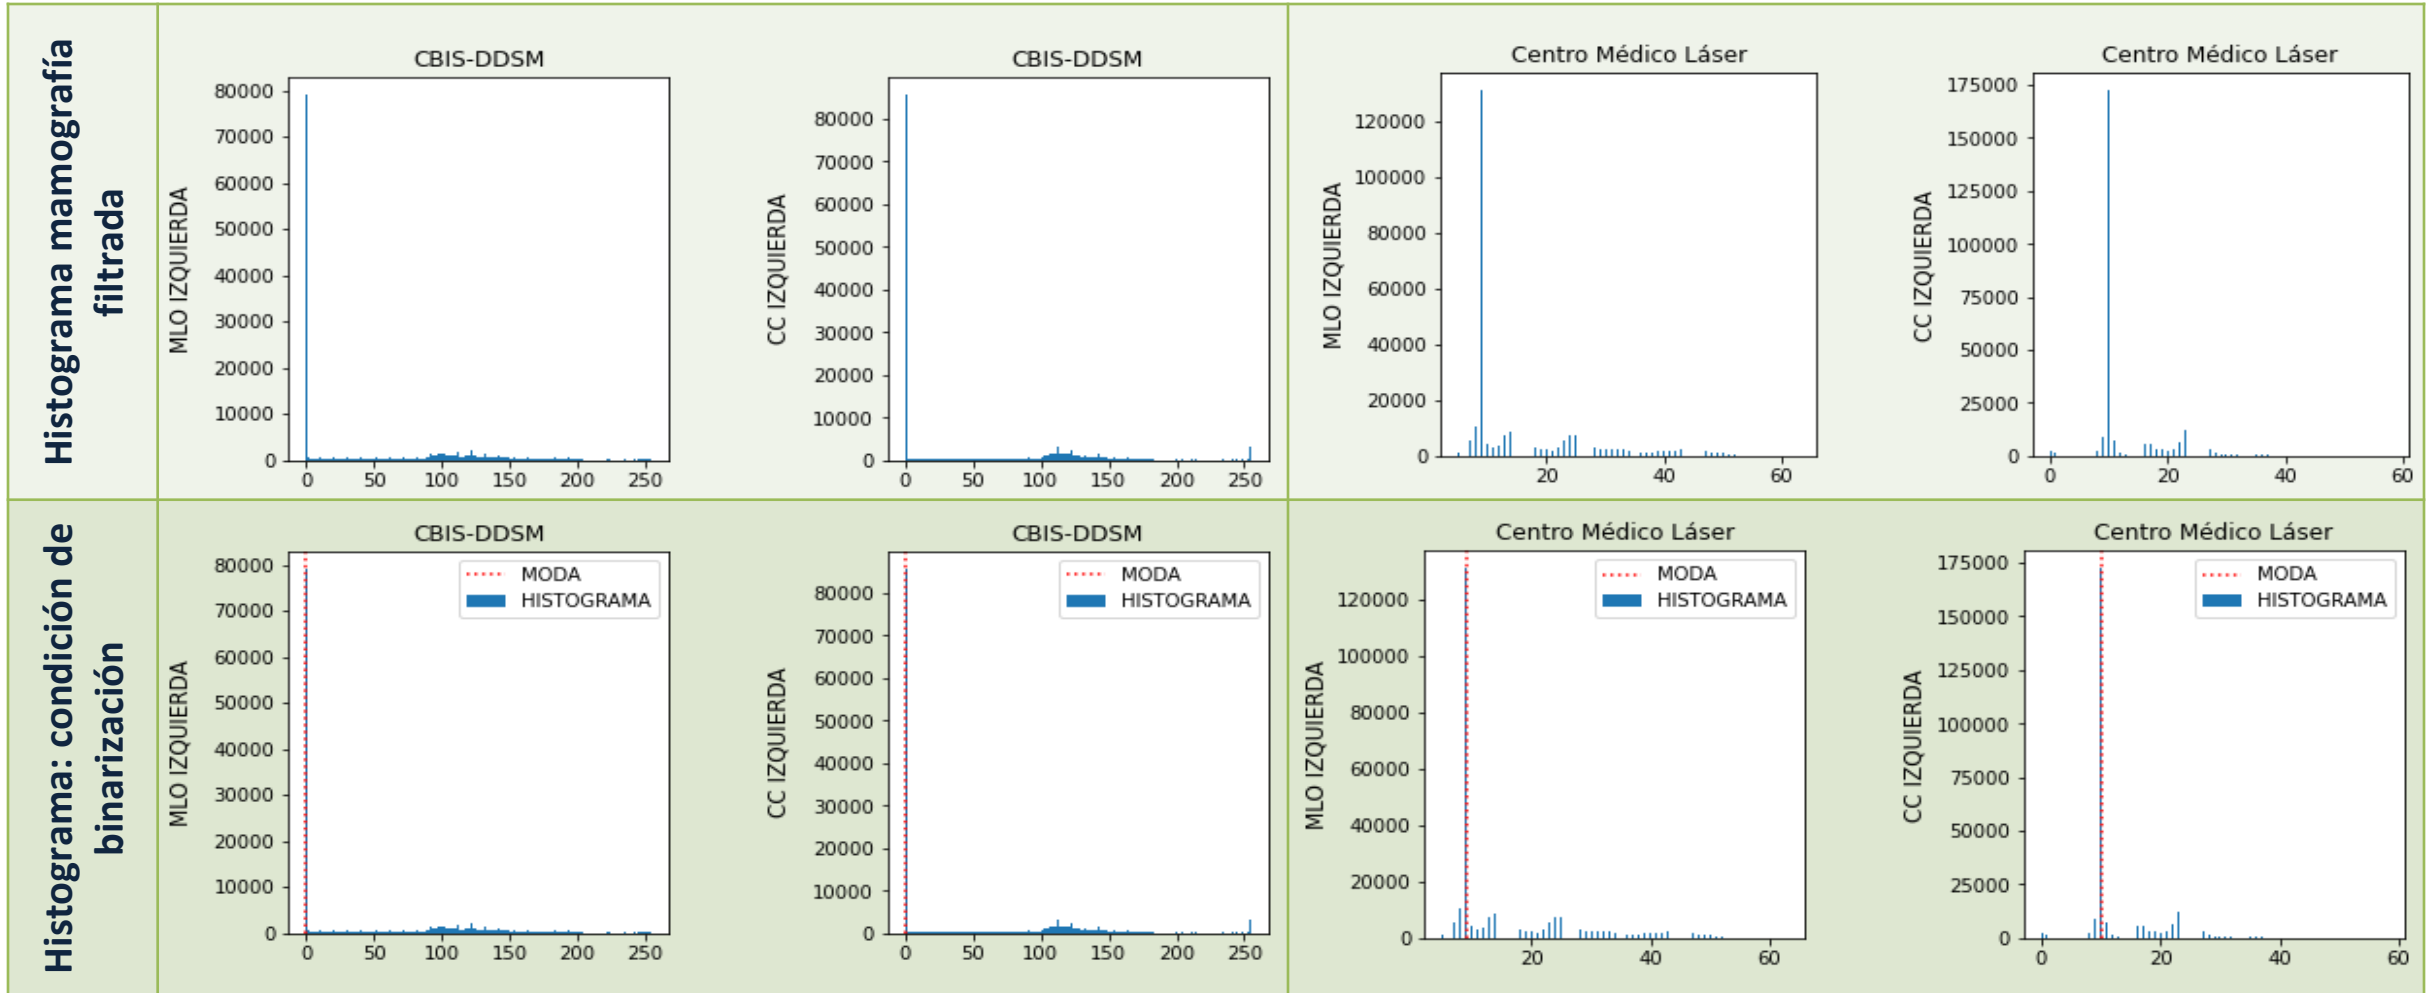 Histograma mamografía
filtrada
CBIS-DDSM
MLO IZQUIERDA
80000
70000
60000
50000
40000
30000
20000
10000
0
0 50 100 150 200 250
CBIS-DDSM
CC IZQUIERDA
80000
70000
60000
50000
40000
30000
20000
10000
0
0 50 100 150 200 250
Centro Médico Láser
MLO IZQUIERDA
120000
100000
80000
60000
40000
20000
0
20 40 60
Centro Médico Láser
CC IZQUIERDA
175000
150000
125000
100000
75000
50000
25000
0
0 20 40 60
Histograma: condición de
binarización
CBIS-DDSM
MODA
HISTOGRAMA
MLO IZQUIERDA
80000
70000
60000
50000
40000
30000
20000
10000
0
0 50 100 150 200 250
CBIS-DDSM
MODA
HISTOGRAMA
CC IZQUIERDA
80000
70000
60000
50000
40000
30000
20000
10000
0
0 50 100 150 200 250
Centro Médico Láser
MODA
HISTOGRAMA
MLO IZQUIERDA
120000
100000
80000
60000
40000
20000
0
20 40 60
Centro Médico Láser
MODA
HISTOGRAMA
CC IZQUIERDA
175000
150000
125000
100000
75000
50000
25000
0
0 20 40 60